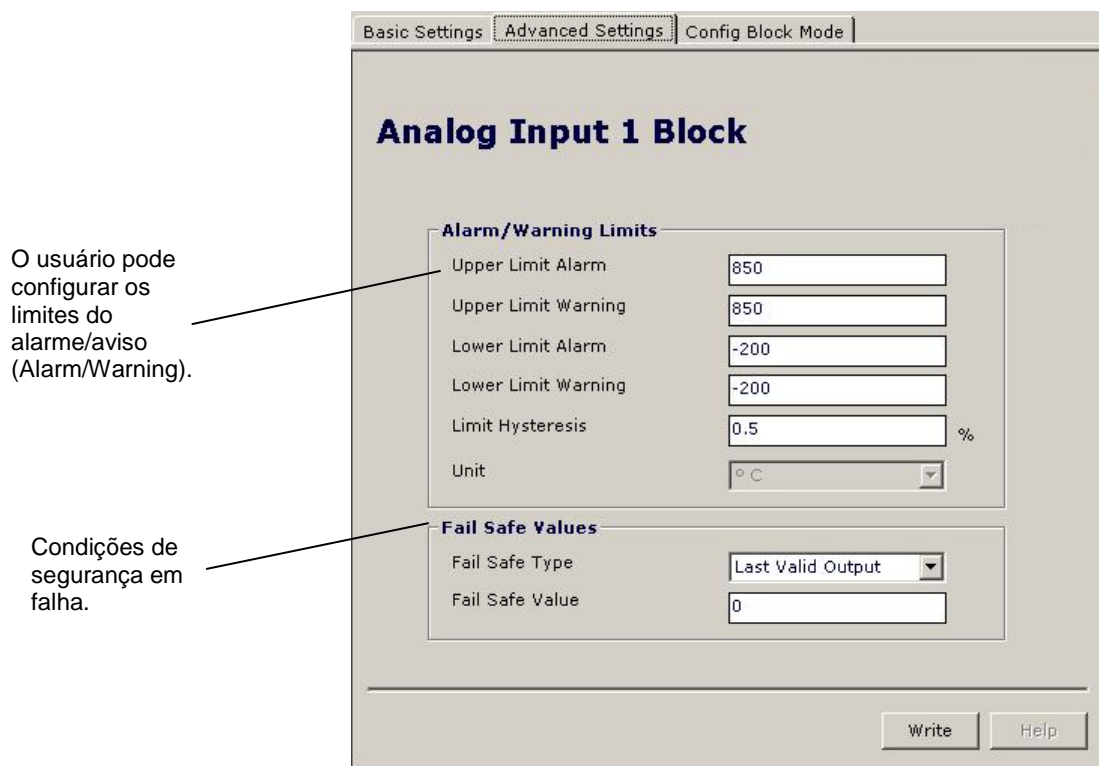 Basic Settings Advanced Settings Config Block Mode
Analog Input 1 Block
Alarm/Warning Limits
Upper Limit Alarm 850
Upper Limit Warning 850
Lower Limit Alarm -200
Lower Limit Warning -200
Limit Hysteresis 0.5 %
Unit ° C
O usuário pode
configurar os
limites do
alarme/aviso
(Alarm/Warning).
Fail Safe Values
Fail Safe Type Last Valid Output
Fail Safe Value 0
Condições de
segurança em
falha.
Write Help